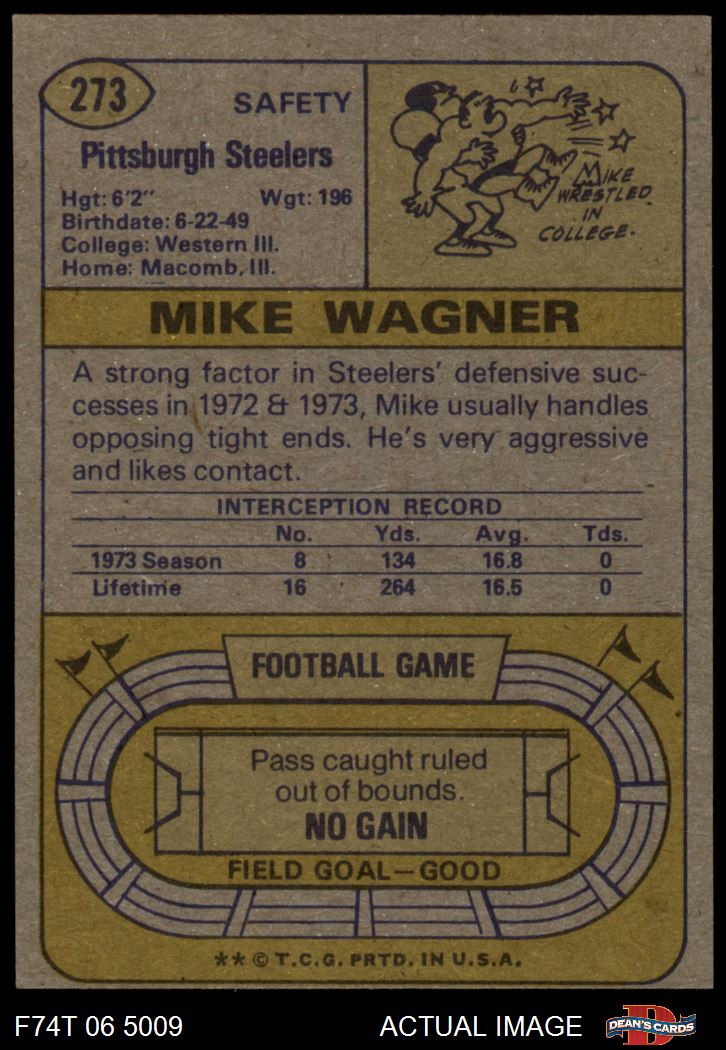 273
SAFETY
Pittsburgh Steelers
Hgt: 6'2" Wgt: 196
Birthdate: 6-22-49
College: Western Ill.
Home: Macomb, Ill.
MIKE
WRESTLED
IN
COLLEGE.
MIKE WAGNER
A strong factor in Steelers' defensive suc-
cesses in 1972 & 1973, Mike usually handles
opposing tight ends. He's very aggressive
and likes contact.
INTERCEPTION RECORD
No. Yds. Avg. Tds.
1973 Season 8 134 16.8 0
Lifetime 16 264 16.5 0
FOOTBALL GAME
Pass caught ruled
out of bounds.
NO GAIN
FIELD GOAL—GOOD
** © T.C.G. PRTD. IN U.S.A.
F74T 06 5009 ACTUAL IMAGE D DEAN'S CARDS